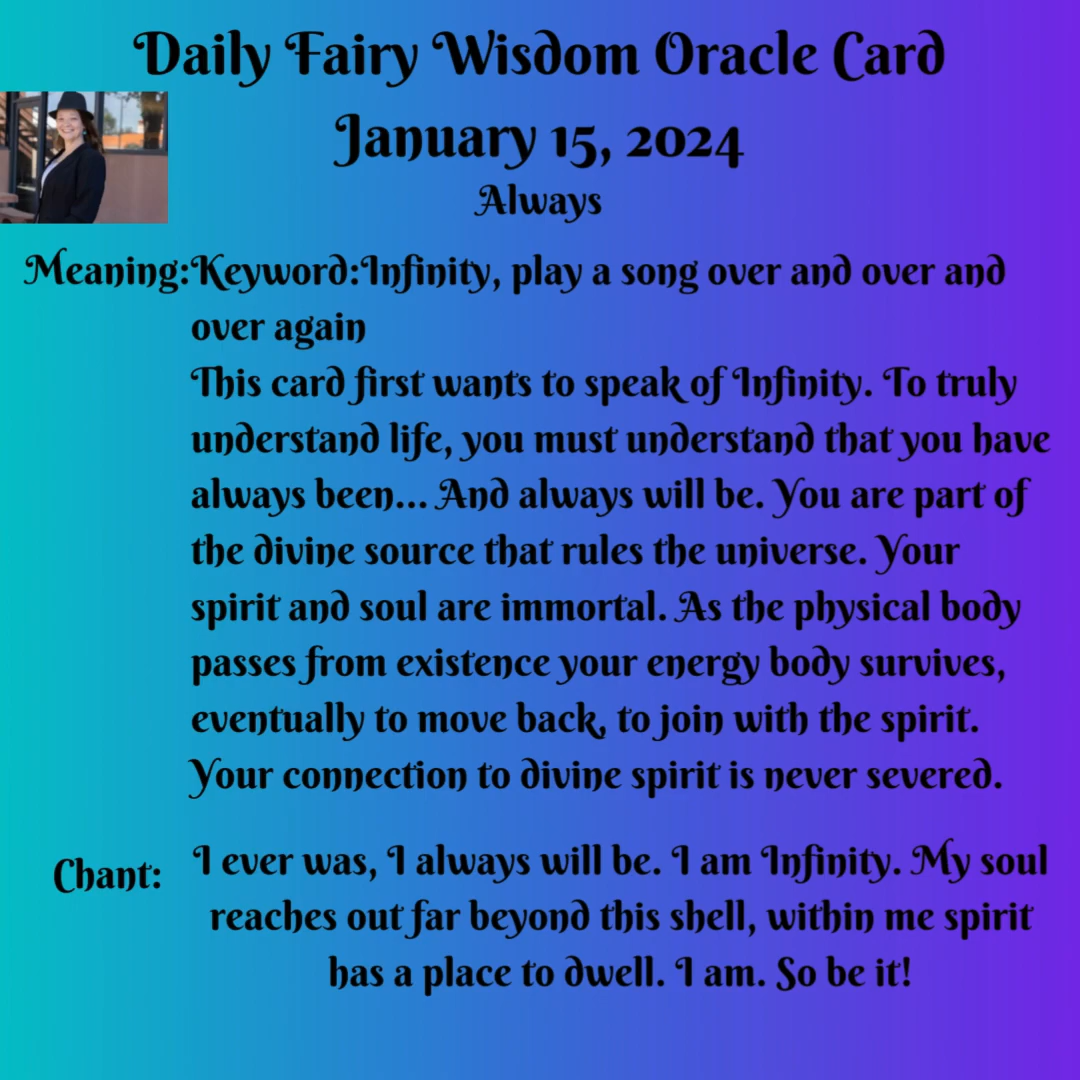 Daily Fairy Wisdom Oracle Card
January 15, 2024
Always
Meaning:Keyword:Infinity, play a song over and over and
over again
This card first wants to speak of Infinity. To truly
understand life, you must understand that you have
always been... And always will be. You are part of
the divine source that rules the universe. Your
spirit and soul are immortal. As the physical body
passes from existence your energy body survives,
eventually to move back, to join with the spirit.
Your connection to divine spirit is never severed.
Chant: I ever was, I always will be. I am Infinity. My soul
reaches out far beyond this shell, within me spirit
has a place to dwell. I am. So be it!